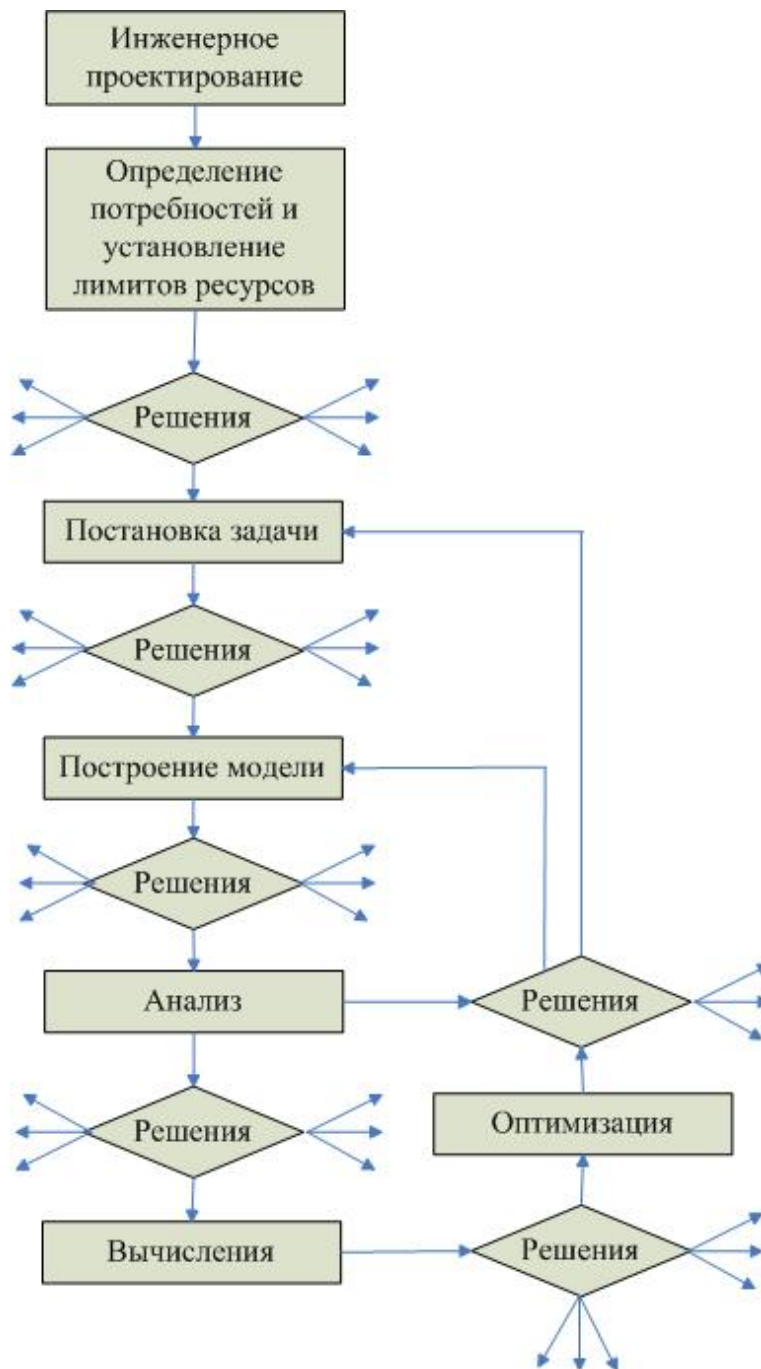 Инженерное
проектирование
Определение
потребностей и
установление
лимитов ресурсов
Решения
Постановка задачи
Решения
Построение модели
Решения
Анализ
Решения
Решения
Оптимизация
Вычисления
Решения